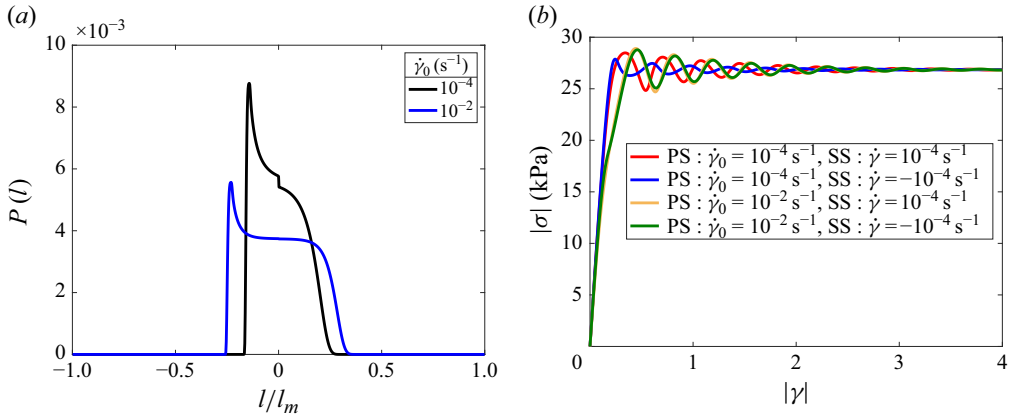 (a)
×10⁻³
10
8
6
4
2
0
P (l)
−1.0
−0.5
0
0.5
1.0
l/lₘ
γ̇₀ (s⁻¹)
10⁻⁴
10⁻²
(b)
30
25
20
15
10
5
0
|σ| (kPa)
1
2
3
4
|γ|
PS : γ̇₀ = 10⁻⁴ s⁻¹, SS : γ̇ = 10⁻⁴ s⁻¹
PS : γ̇₀ = 10⁻⁴ s⁻¹, SS : γ̇ = −10⁻⁴ s⁻¹
PS : γ̇₀ = 10⁻² s⁻¹, SS : γ̇ = 10⁻⁴ s⁻¹
PS : γ̇₀ = 10⁻² s⁻¹, SS : γ̇ = −10⁻⁴ s⁻¹